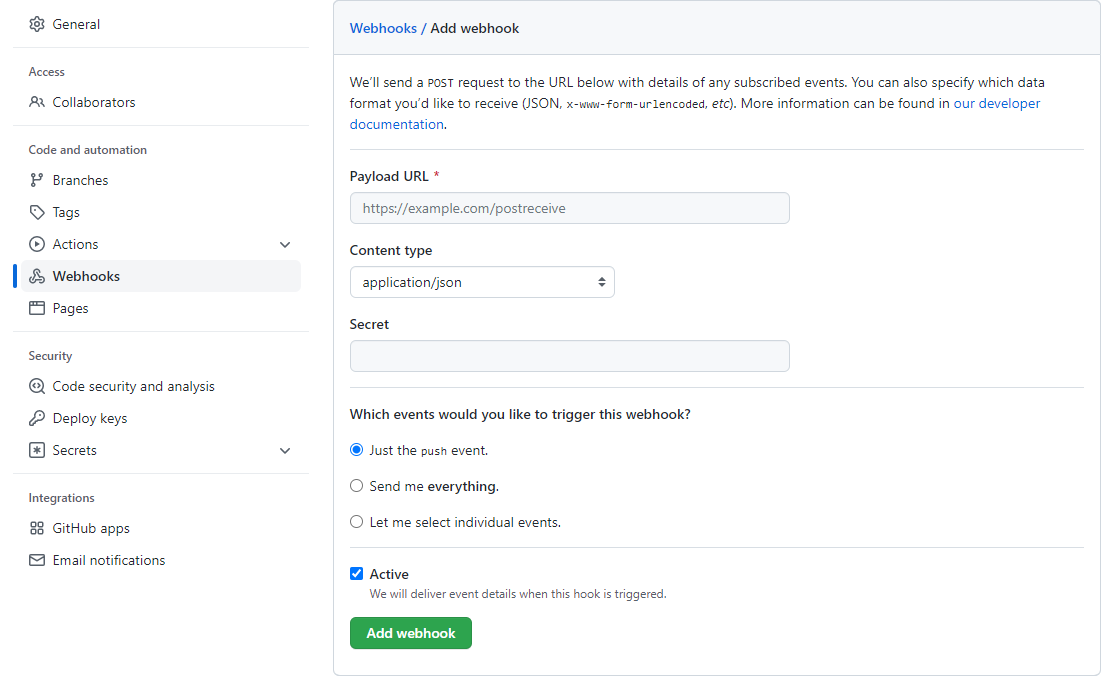 General
Access
Collaborators
Code and automation
Branches
Tags
Actions
Webhooks
Pages
Security
Code security and analysis
Deploy keys
Secrets
Integrations
GitHub apps
Email notifications
Webhooks / Add webhook
We’ll send a POST request to the URL below with details of any subscribed events. You can also specify which data
format you’d like to receive (JSON, x-www-form-urlencoded, etc). More information can be found in our developer
documentation.
Payload URL *
https://example.com/postreceive
Content type
application/json
Secret
Which events would you like to trigger this webhook?
Just the push event.
Send me everything.
Let me select individual events.
Active
We will deliver event details when this hook is triggered.
Add webhook